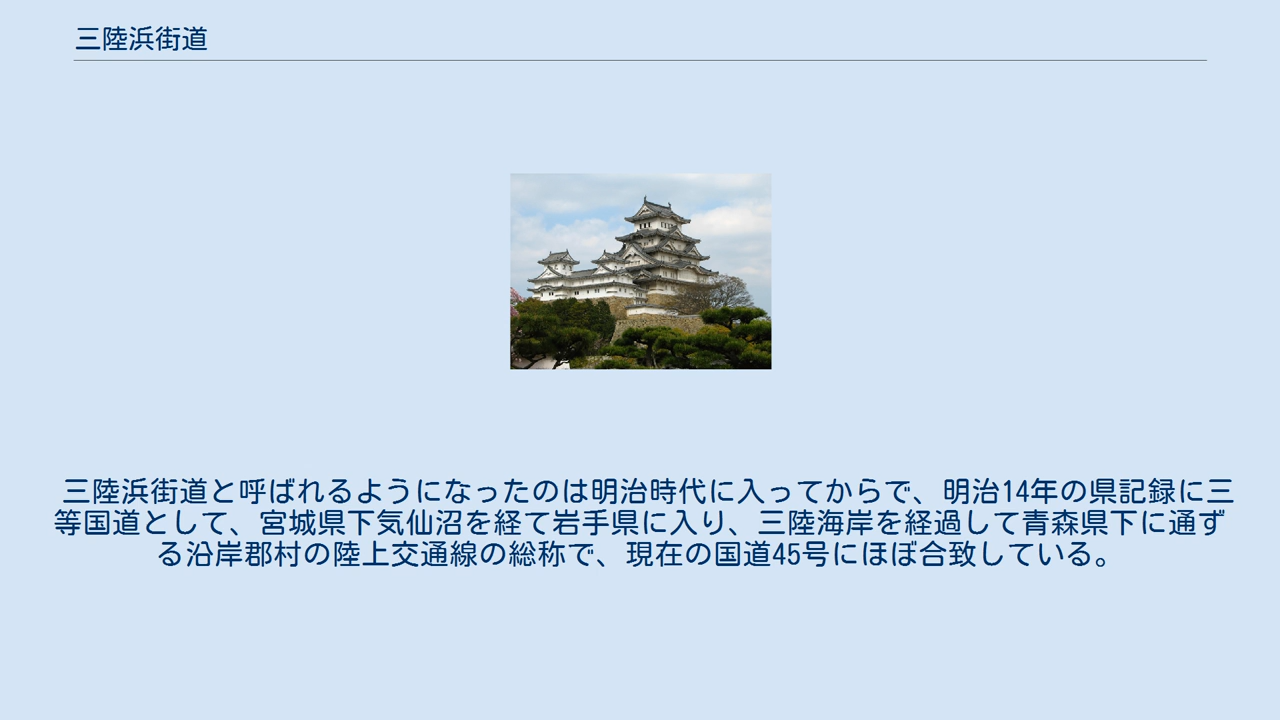 三陸浜街道
三陸浜街道と呼ばれるようになったのは明治時代に入ってからで、明治14年の県記録に三
等国道として、宮城県下気仙沼を経て岩手県に入り、三陸海岸を経過して青森県下に通ず
る沿岸郡村の陸上交通線の総称で、現在の国道45号にほぼ合致している。